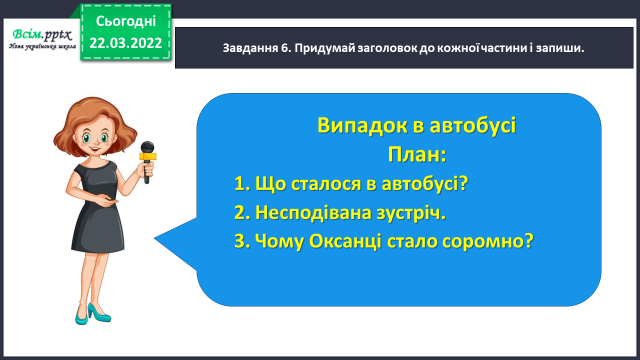 Всім.pptx
Нова українська школа
Сьогодні
22.03.2022
Завдання 6. Придумай заголовок до кожної частини і запиши.
Випадок в автобусі
План:
1. Що сталося в автобусі?
2. Несподівана зустріч.
3. Чому Оксанці стало соромно?